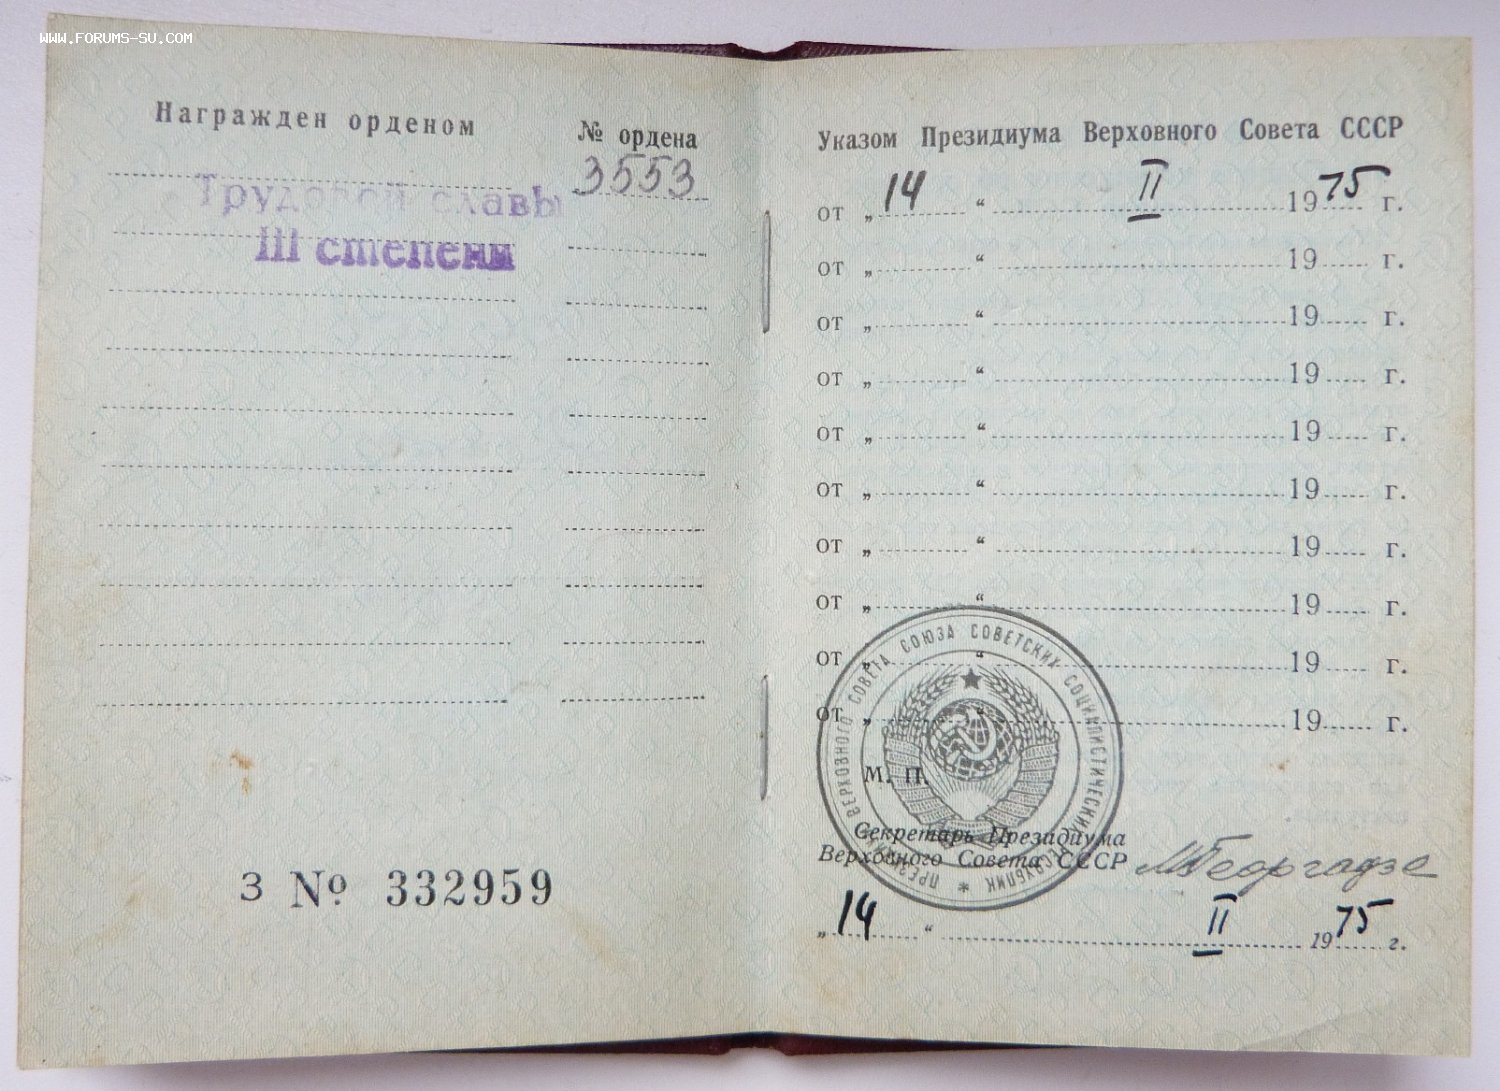 WWW.FORUMS-SU.COM
Награжден орденом
№ ордена
Трудовой славы
3553
III степени
З № 332959
Указом Президиума Верховного Совета СССР
от „ 14 “ II 1975 г.
от „ “ 19 г.
от „ “ 19 г.
от „ “ 19 г.
от „ “ 19 г.
от „ “ 19 г.
от „ “ 19 г.
от „ “ 19 г.
от „ “ 19 г.
от „ “ 19 г.
М. П.
ПРЕЗИДИУМ ВЕРХОВНОГО СОВЕТА СОЮЗА СОВЕТСКИХ СОЦИАЛИСТИЧЕСКИХ РЕСПУБЛИК *
Секретарь Президиума
Верховного Совета СССР МГеоргадзе
„ 14 “ II 1975 г.